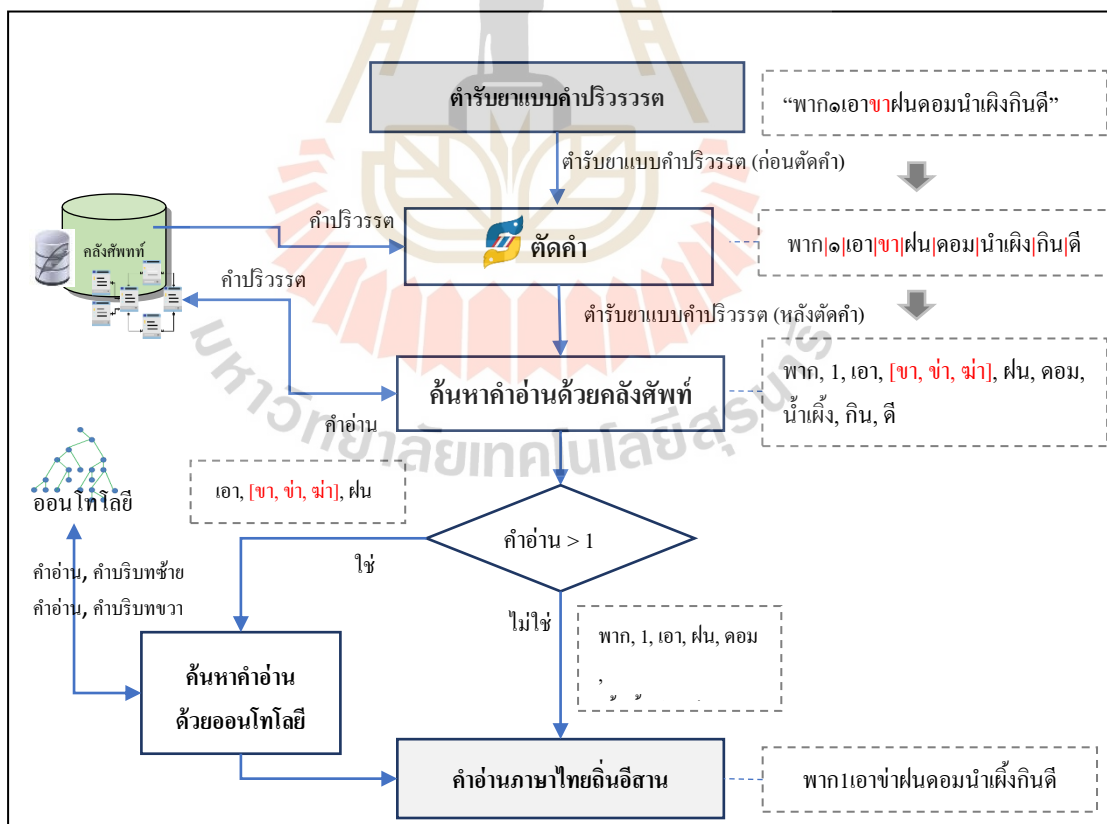 ตำรับยาแบบคำปริวรวรต
“พาก๑เอาขาฝนดอมนำเผิงกินดี”
ตำรับยาแบบคำปริวรรต (ก่อนตัดคำ)
คำปริวรรต
คลังศัพทท์
ตัดคำ
พาก|๑|เอา|ขา|ฝน|ดอม|นำเผิง|กิน|ดี
คำปริวรรต
ตำรับยาแบบคำปริวรรต (หลังตัดคำ)
ค้นหาคำอ่านด้วยคลังศัพท์
พาก, 1, เอา, [ขา, ข่า, ฆ่า], ฝน, ดอม,
น้ำเผิ้ง, กิน, ดี
คำอ่าน
มหาวิทยาลัยเทคโนโลยีสุรนารี
เอา, [ขา, ข่า, ฆ่า], ฝน
ออนโทโลยี
คำอ่าน > 1
ใช่
คำอ่าน, คำบริบทซ้าย
คำอ่าน, คำบริบทขวา
ไม่ใช่
พาก, 1, เอา, ฝน, ดอม
,
ค้นหาคำอ่าน
ด้วยออนโทโลยี
คำอ่านภาษาไทยถิ่นอีสาน
พาก1เอาข่าฝนดอมนำเผิ้งกินดี